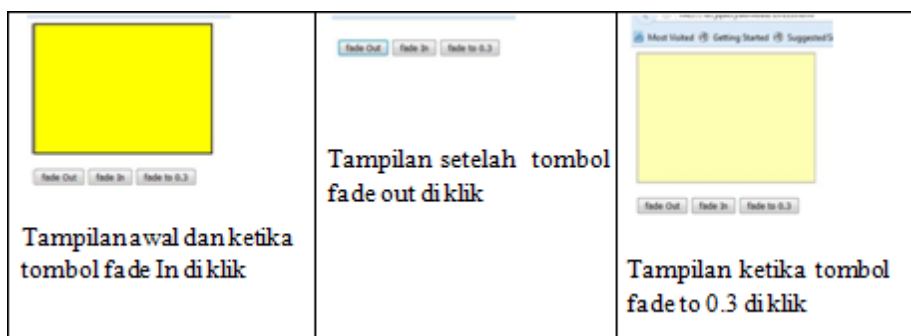 fade Out fade In fade to 0.3
Tampilan awal dan ketika
tombol fade In di klik
fade Out fade In fade to 0.3
Tampilan setelah tombol
fade out di klik
Most Visited Getting Started Suggested S
fade Out fade In fade to 0.3
Tampilan ketika tombol
fade to 0.3 di klik